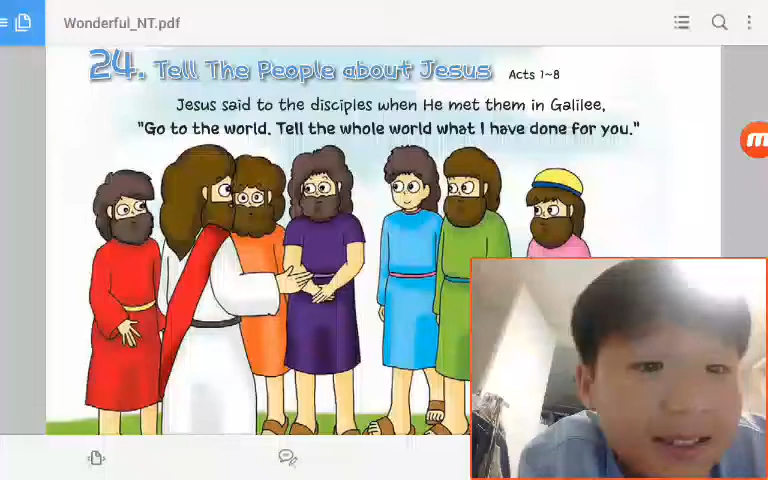 Wonderful_NT.pdf
24. Tell The People about Jesus Acts 1~8
Jesus said to the disciples when He met them in Galilee,
"Go to the world. Tell the whole world what I have done for you."
m